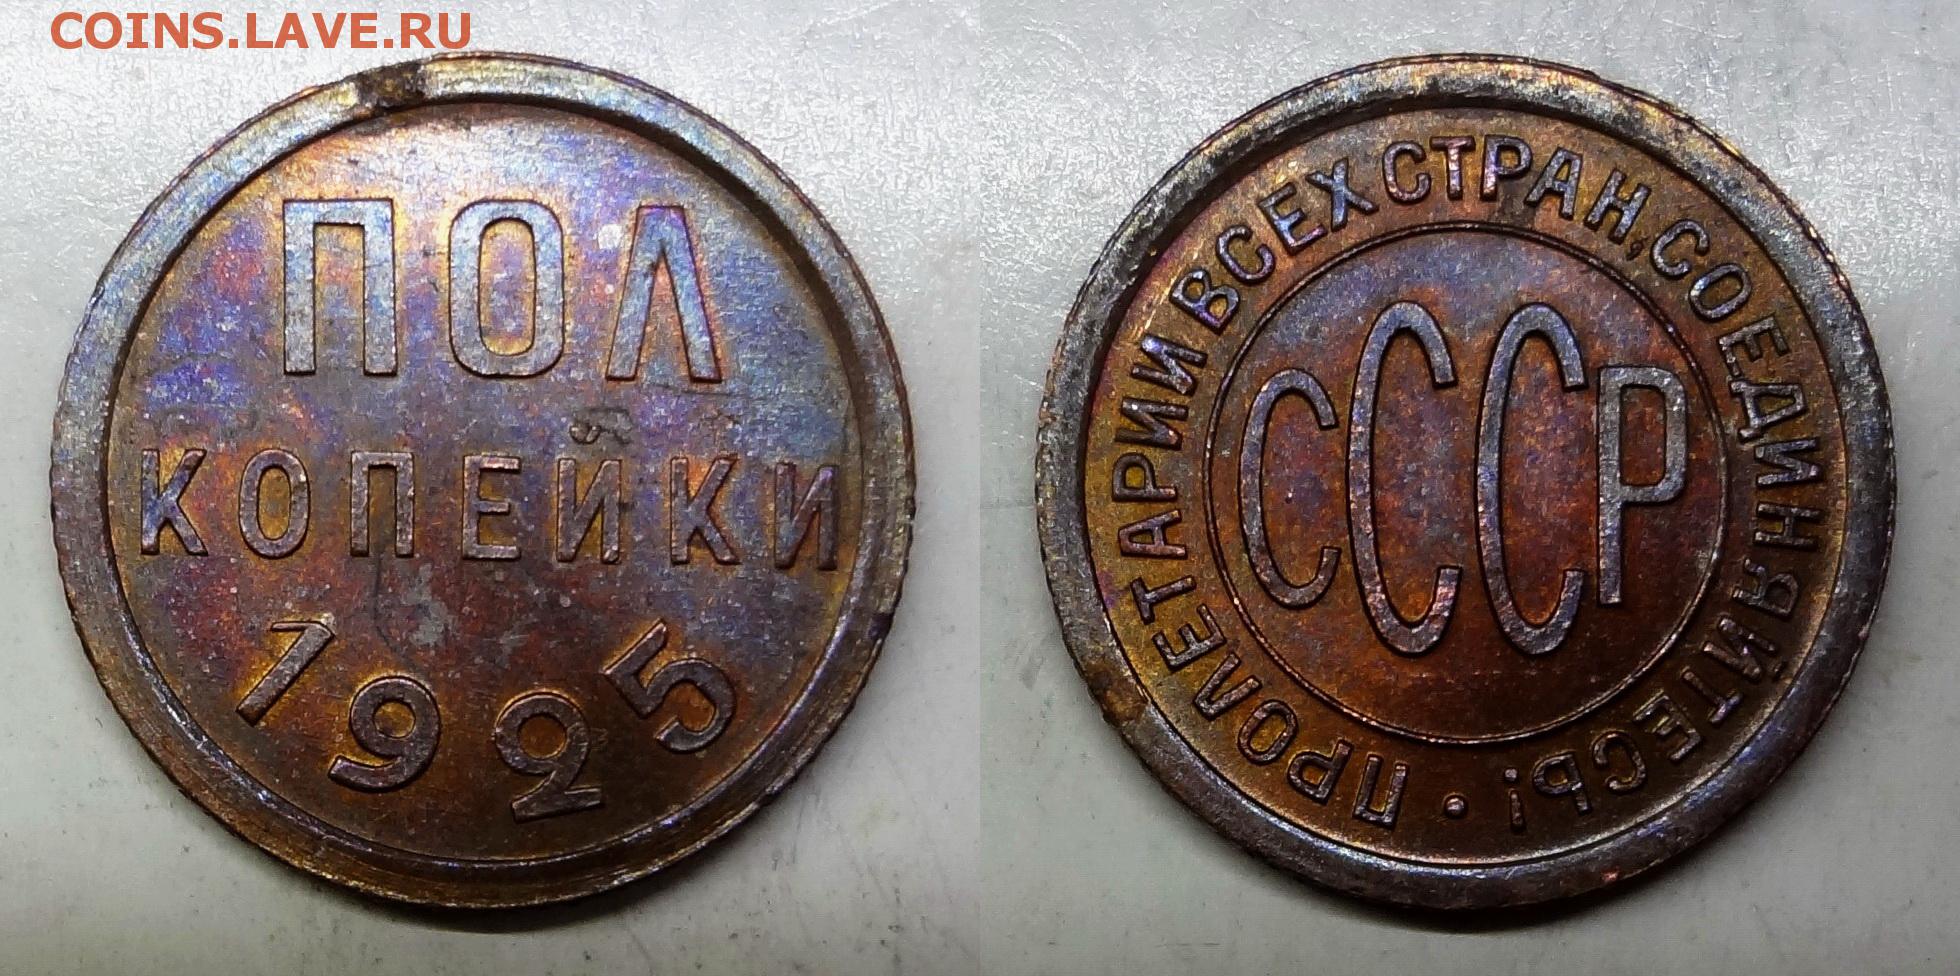 COINS.LAVE.RU
ПОЛ
КОПЕЙКИ
1925
ПРОЛЕТАРИИ ВСЕХ СТРАН, СОЕДИНЯЙТЕСЬ! •
СССР